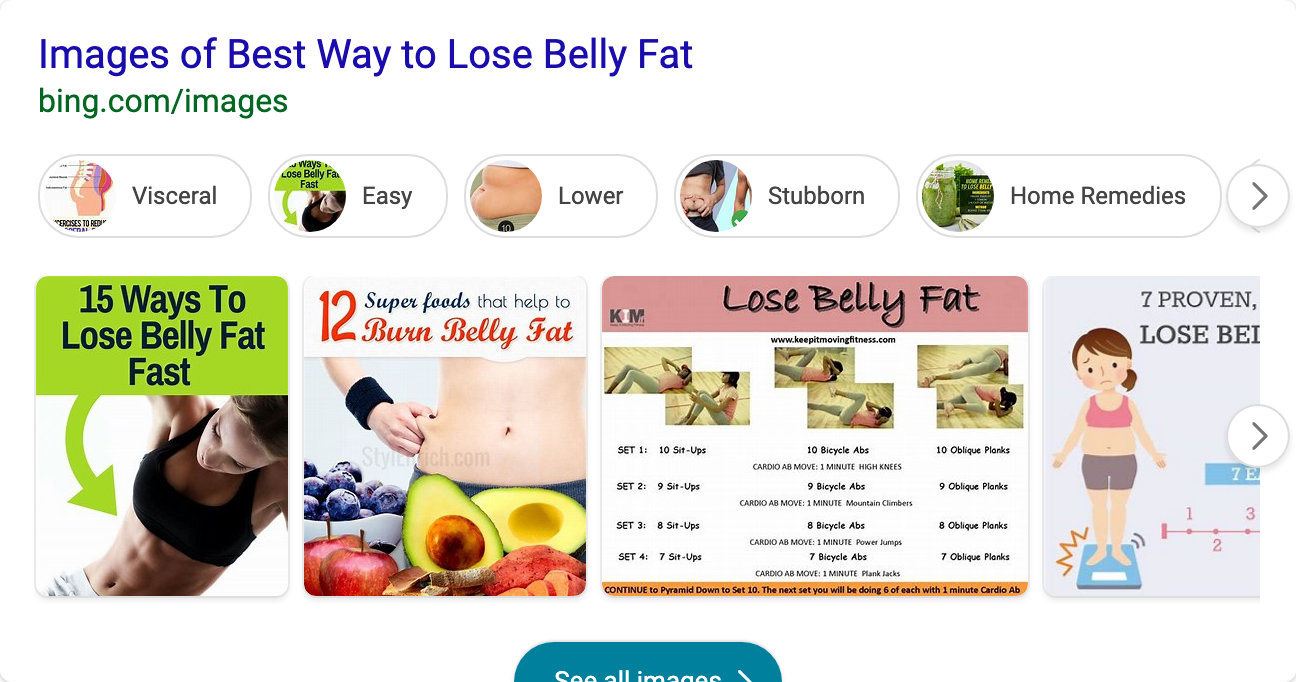 Images of Best Way to Lose Belly Fat
bing.com/images
Visceral
Easy
Lower
Stubborn
Home Remedies
15 Ways To
Lose Belly Fat
Fast
12 Super foods that help to
Burn Belly Fat
KIM
Lose Belly Fat
www.keepitmovingfitness.com
SET 1: 10 Sit-Ups 10 Bicycle Abs 10 Oblique Planks
CARDIO AB MOVE: 1 MINUTE HIGH KNEES
SET 2: 9 Sit-Ups 9 Bicycle Abs 9 Oblique Planks
CARDIO AB MOVE: 1 MINUTE Mountain Climbers
SET 3: 8 Sit-Ups 8 Bicycle Abs 8 Oblique Planks
CARDIO AB MOVE: 1 MINUTE Power Jumps
SET 4: 7 Sit-Ups 7 Bicycle Abs 7 Oblique Planks
CARDIO AB MOVE: 1 MINUTE Plank Jacks
CONTINUE to Pyramid Down to Set 10. The next set you will be doing 6 of each with 1 minute Cardio Ab
7 PROVEN,
LOSE BEL
7 E
1 3
2
See all images